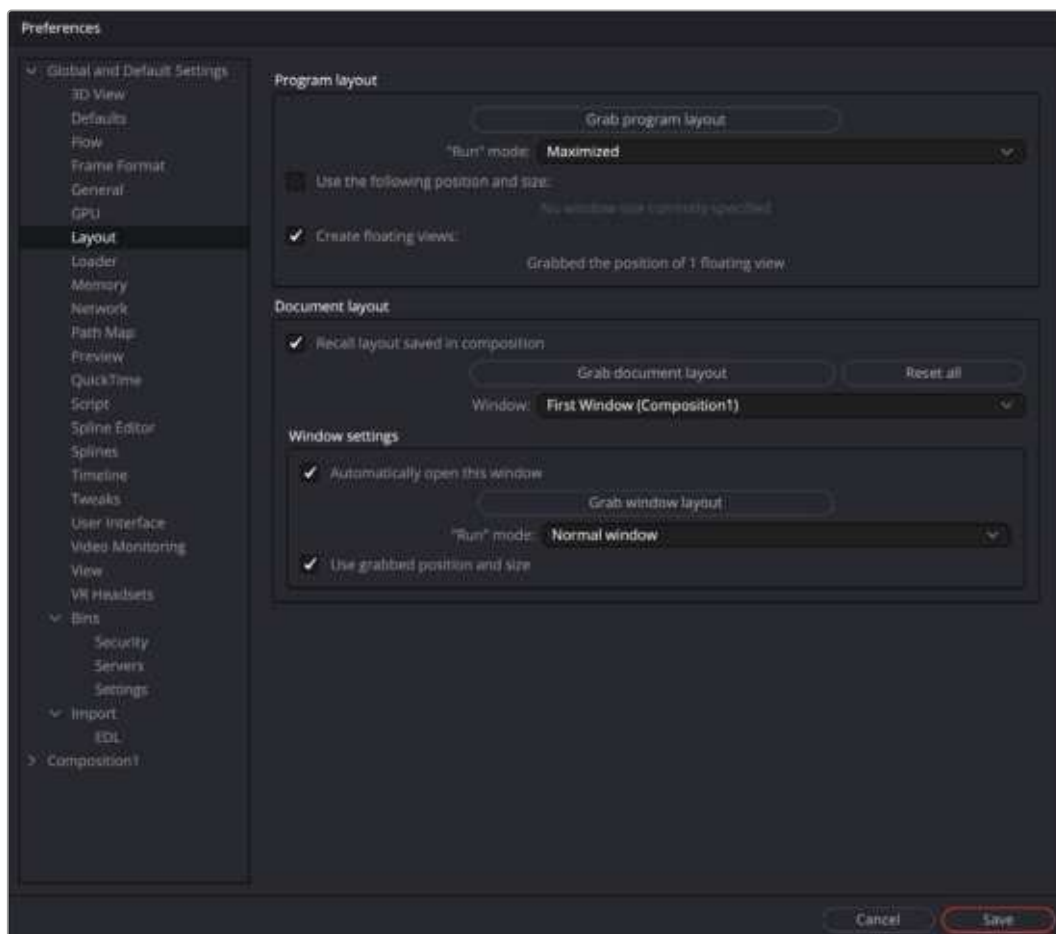 Preferences
Global and Default Settings
3D View
Defaults
Flow
Frame Format
General
GPU
Layout
Loader
Memory
Network
Path Map
Preview
QuickTime
Script
Spline Editor
Splines
Timeline
Tweaks
User Interface
Video Monitoring
View
VR Headsets
Bins
Security
Servers
Settings
Import
EDL
Composition1
Program layout
Grab program layout
"Run" mode: Maximized
Use the following position and size:
No window size currently specified
Create floating views:
Grabbed the position of 1 floating view
Document layout
Recall layout saved in composition
Grab document layout Reset all
Window: First Window (Composition1)
Window settings
Automatically open this window
Grab window layout
"Run" mode: Normal window
Use grabbed position and size
Cancel Save